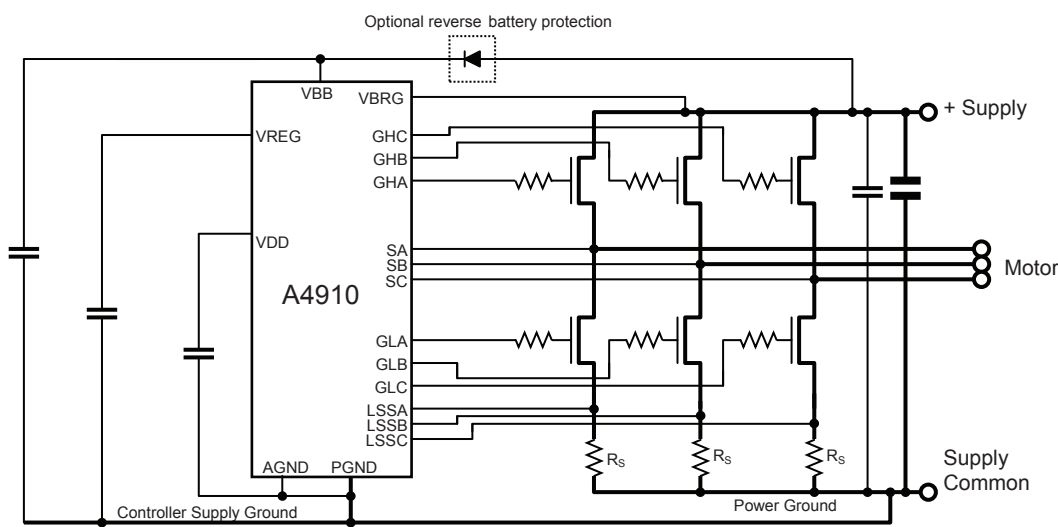 Optional reverse battery protection
VBB
VBRG
+ Supply
VREG
GHC
GHB
GHA
VDD
SA
SB
SC
Motor
A4910
GLA
GLB
GLC
LSSA
LSSB
LSSC
RS
RS
RS
AGND
PGND
Supply
Common
Controller Supply Ground
Power Ground